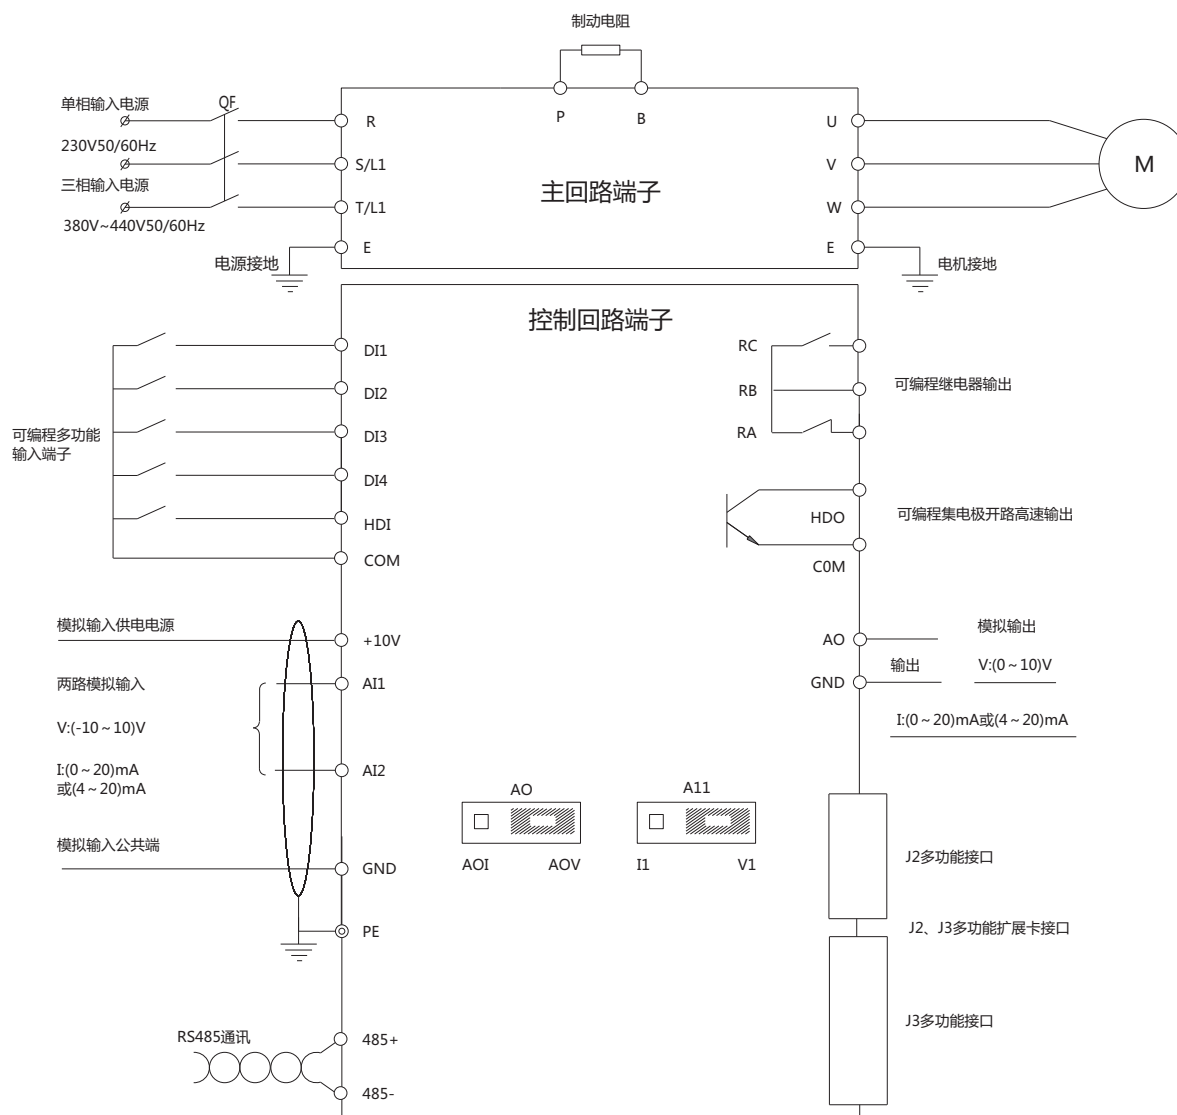 制动电阻
P
B
单相输入电源
QF
R
230V50/60Hz
S/L1
三相输入电源
T/L1
380V~440V50/60Hz
E
电源接地
主回路端子
U
V
W
E
M
电机接地
控制回路端子
可编程多功能
输入端子
DI1
DI2
DI3
DI4
HDI
COM
RC
RB
RA
可编程继电器输出
HDO
C0M
可编程集电极开路高速输出
模拟输入供电电源
+10V
两路模拟输入
AI1
V:(-10～10)V
I:(0～20)mA
或(4～20)mA
AI2
模拟输入公共端
GND
PE
AO
模拟输出
输出
V:(0～10)V
GND
I:(0～20)mA或(4～20)mA
AO
AOI
AOV
A11
I1
V1
J2多功能接口
J2、J3多功能扩展卡接口
J3多功能接口
RS485通讯
485+
485-